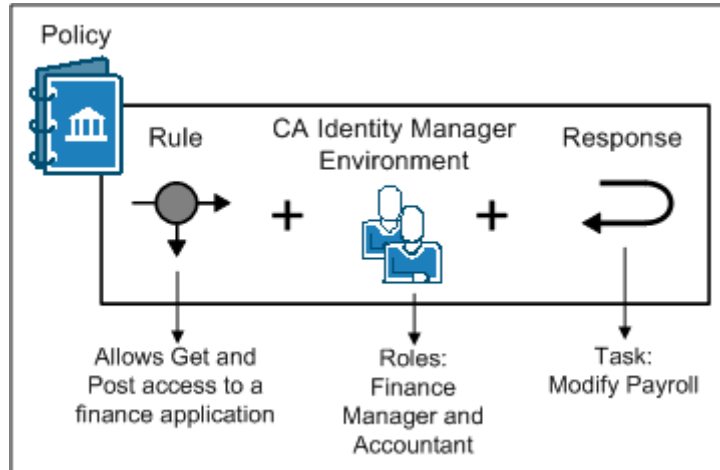 Policy
Rule
CA Identity Manager
Environment
Response
+
+
Allows Get and
Post access to a
finance application
Roles:
Finance
Manager and
Accountant
Task:
Modify Payroll